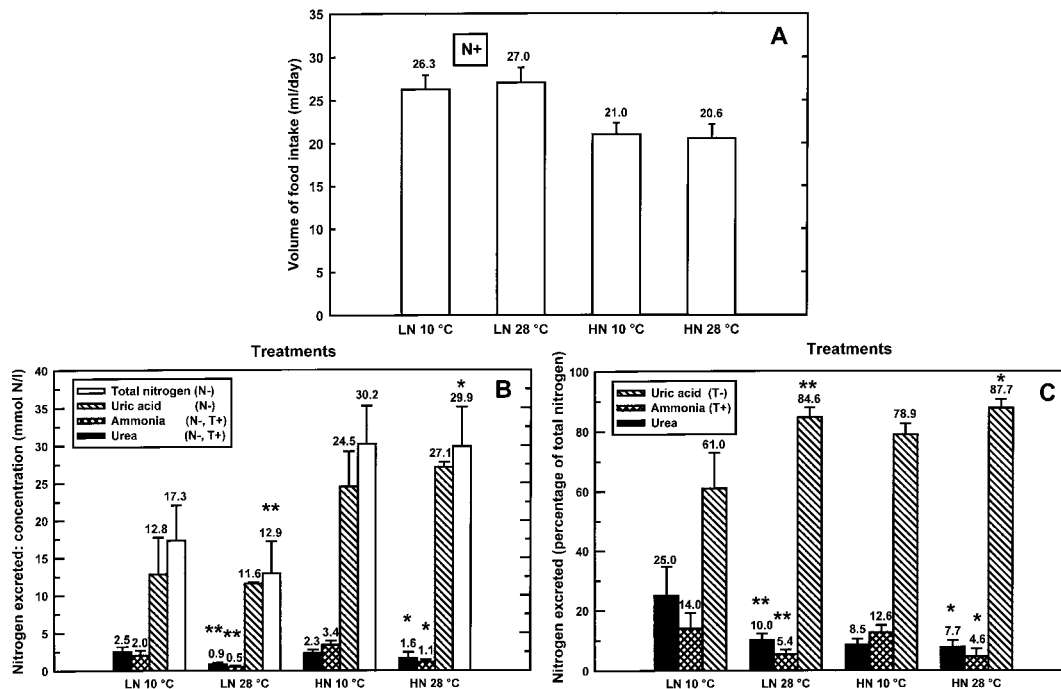 A
N+
Volume of food intake (ml/day)
35
30
25
20
15
10
5
0
26.3
27.0
21.0
20.6
LN 10 °C
LN 28 °C
HN 10 °C
HN 28 °C
Treatments
B
Nitrogen excreted: concentration (mmol N/l)
40
35
30
25
20
15
10
5
0
Total nitrogen (N-)
Uric acid (N-)
Ammonia (N-, T+)
Urea (N-, T+)
2.5
2.0
12.8
17.3
**
0.9
**
0.5
11.6
**
12.9
2.3
3.4
24.5
30.2
*
1.6
*
1.1
27.1
*
29.9
LN 10 °C
LN 28 °C
HN 10 °C
HN 28 °C
Treatments
C
Nitrogen excreted (percentage of total nitrogen)
100
80
60
40
20
0
Uric acid (T-)
Ammonia (T+)
Urea
25.0
14.0
61.0
**
10.0
**
5.4
**
84.6
8.5
12.6
78.9
*
7.7
*
4.6
*
87.7
LN 10 °C
LN 28 °C
HN 10 °C
HN 28 °C